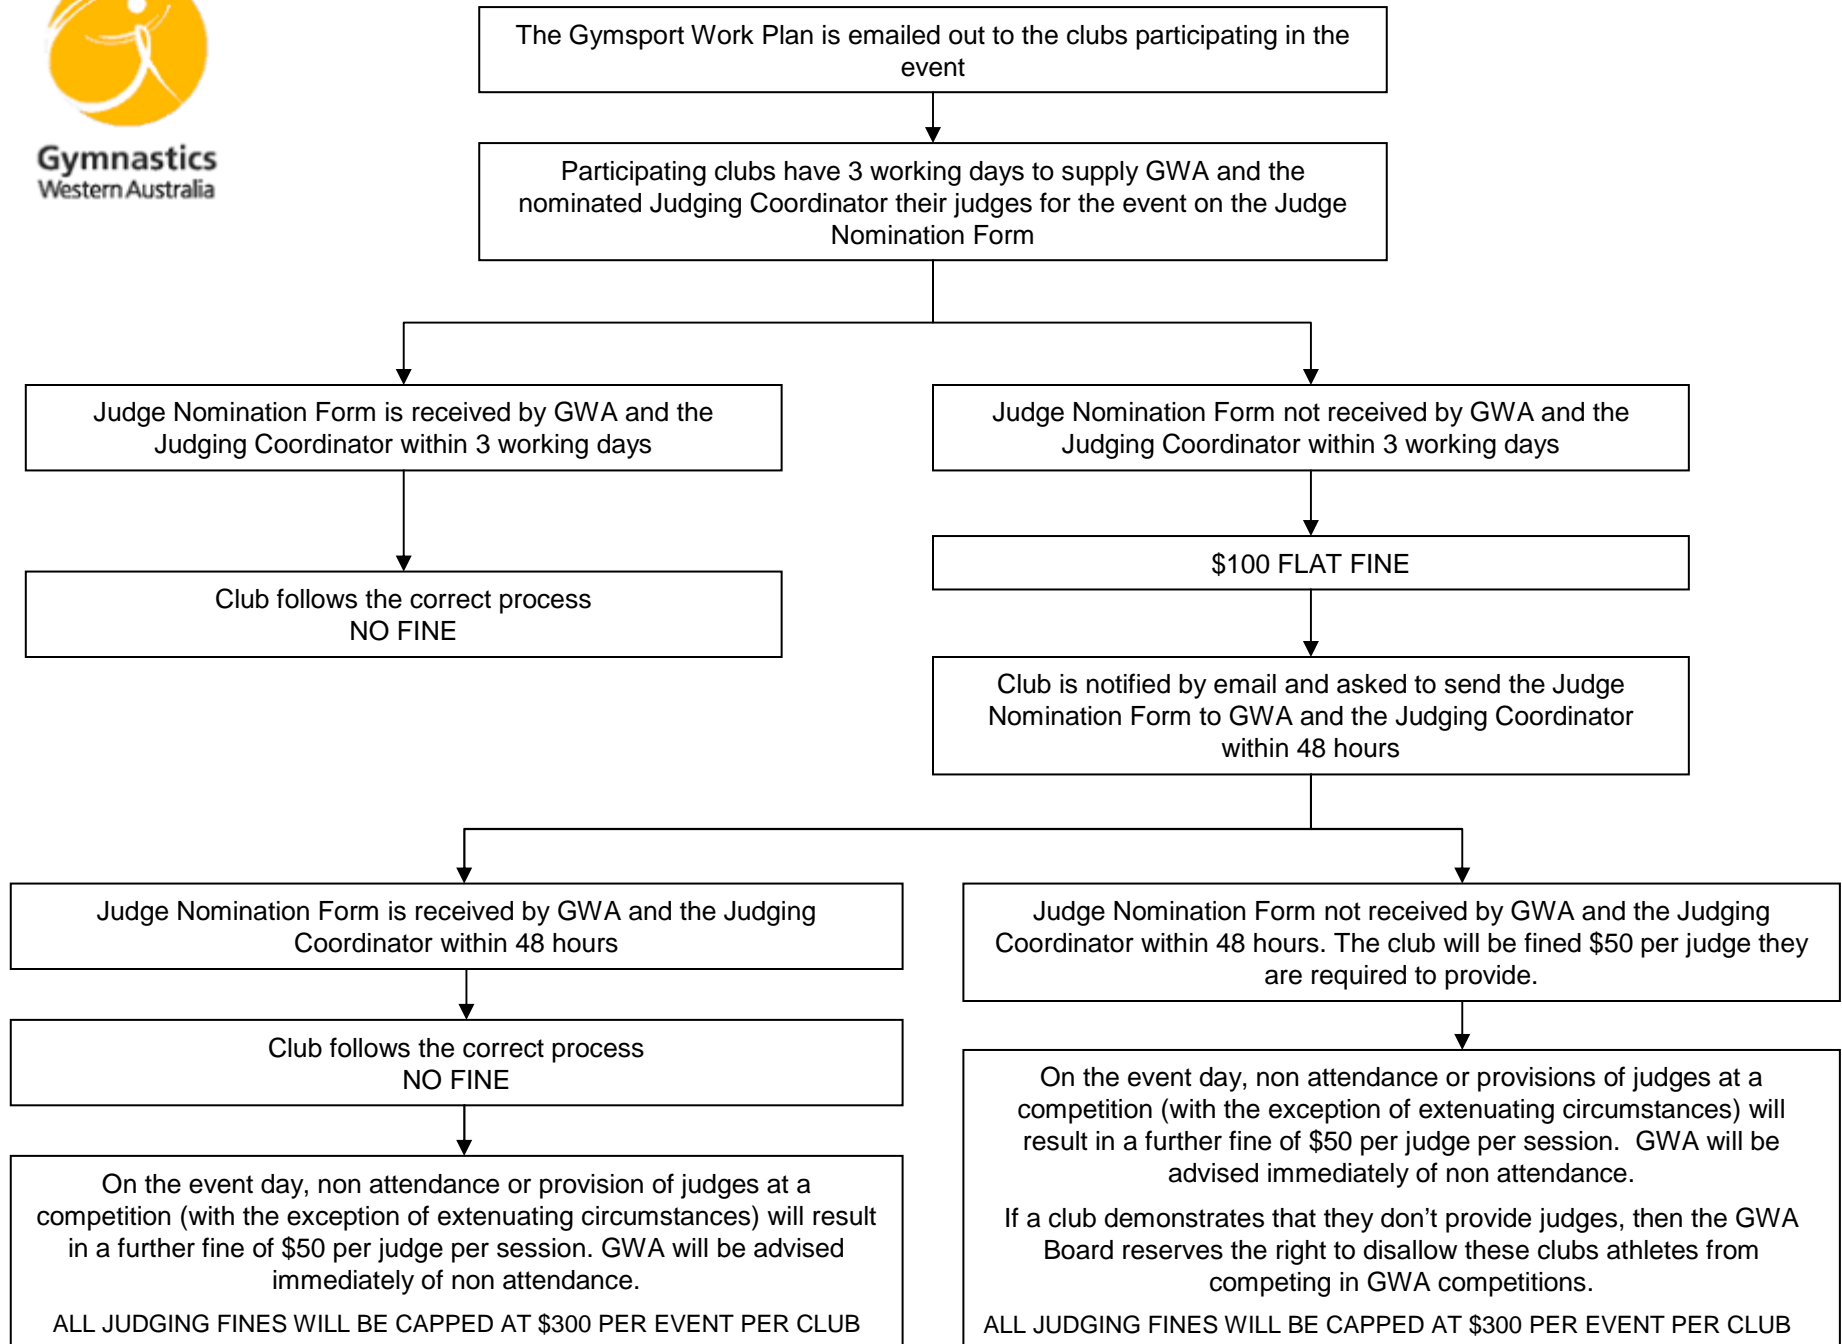 Gymnastics
Western Australia
The Gymsport Work Plan is emailed out to the clubs participating in the
event
Participating clubs have 3 working days to supply GWA and the
nominated Judging Coordinator their judges for the event on the Judge
Nomination Form
Judge Nomination Form is received by GWA and the
Judging Coordinator within 3 working days
Judge Nomination Form not received by GWA and the
Judging Coordinator within 3 working days
$100 FLAT FINE
Club follows the correct process
NO FINE
Club is notified by email and asked to send the Judge
Nomination Form to GWA and the Judging Coordinator
within 48 hours
Judge Nomination Form is received by GWA and the Judging
Coordinator within 48 hours
Judge Nomination Form not received by GWA and the Judging
Coordinator within 48 hours. The club will be fined $50 per judge they
are required to provide.
Club follows the correct process
NO FINE
On the event day, non attendance or provision of judges at a
competition (with the exception of extenuating circumstances) will result
in a further fine of $50 per judge per session. GWA will be advised
immediately of non attendance.
ALL JUDGING FINES WILL BE CAPPED AT $300 PER EVENT PER CLUB
On the event day, non attendance or provisions of judges at a
competition (with the exception of extenuating circumstances) will
result in a further fine of $50 per judge per session.  GWA will be
advised immediately of non attendance.
If a club demonstrates that they don’t provide judges, then the GWA
Board reserves the right to disallow these clubs athletes from
competing in GWA competitions.
ALL JUDGING FINES WILL BE CAPPED AT $300 PER EVENT PER CLUB